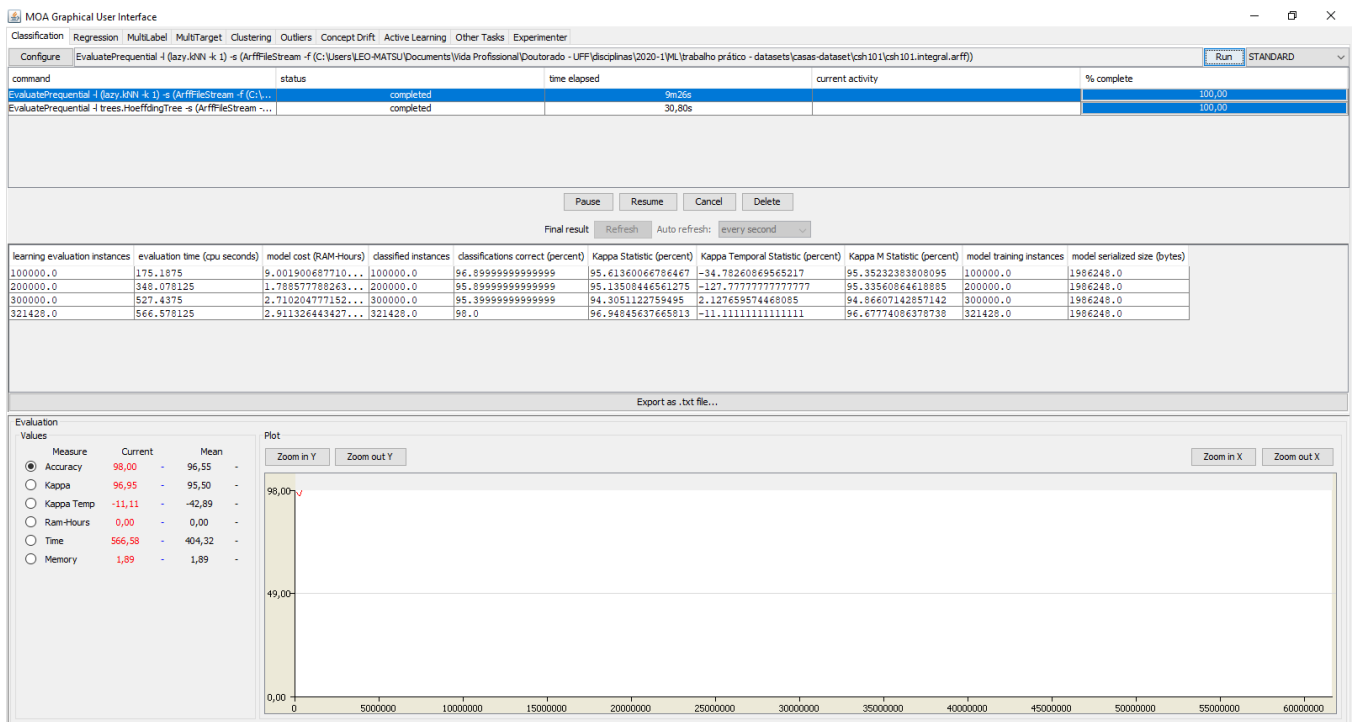 MOA Graphical User Interface
Classification Regression MultiLabel MultiTarget Clustering Outliers Concept Drift Active Learning Other Tasks Experimenter
Configure EvaluatePrequential -l (lazy.kNN -k 1) -s (ArffFileStream -f (C:\Users\LEO-MATSU\Documents\Vida Profissional\Doutorado - UFF\disciplinas\2020-1\ML\trabalho prático - datasets\casas-dataset\csh101\csh101.integral.arff)) Run STANDARD
command status time elapsed current activity % complete
EvaluatePrequential -l (lazy.kNN -k 1) -s (ArffFileStream -f (C:\... completed 9m26s 100,00
EvaluatePrequential -l trees.HoeffdingTree -s (ArffFileStream -... completed 30,80s 100,00
Pause Resume Cancel Delete
Final result Refresh Auto refresh: every second
learning evaluation instances evaluation time (cpu seconds) model cost (RAM-Hours) classified instances classifications correct (percent) Kappa Statistic (percent) Kappa Temporal Statistic (percent) Kappa M Statistic (percent) model training instances model serialized size (bytes)
100000.0 175.1875 9.001900687710... 100000.0 96.89999999999999 95.61360066786467 -34.78260869565217 95.35232383808095 100000.0 1986248.0
200000.0 348.078125 1.788577788263... 200000.0 95.89999999999999 95.13508446561275 -127.77777777777777 95.33560864618885 200000.0 1986248.0
300000.0 527.4375 2.710204777152... 300000.0 95.39999999999999 94.3051122759495 2.127659574468085 94.86607142857142 300000.0 1986248.0
321428.0 566.578125 2.911326443427... 321428.0 98.0 96.94845637665813 -11.11111111111111 96.67774086378738 321428.0 1986248.0
Export as .txt file...
Evaluation
Values Plot
Measure Current Mean
Zoom in Y Zoom out Y Zoom in X Zoom out X
Accuracy 98,00 - 96,55 -
Kappa 96,95 - 95,50 -
Kappa Temp -11,11 - -42,89 -
Ram-Hours 0,00 - 0,00 -
Time 566,58 - 404,32 -
Memory 1,89 - 1,89 -
98,00
49,00
0,00
0 5000000 10000000 15000000 20000000 25000000 30000000 35000000 40000000 45000000 50000000 55000000 60000000